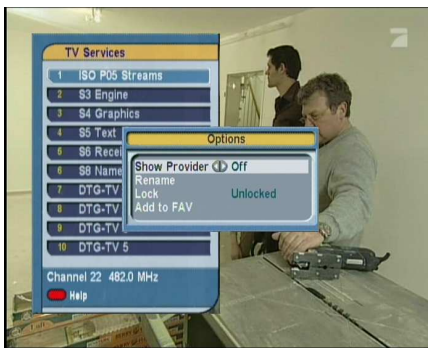 TV Services
1 ISO P05 Streams
2 S3 Engine
3 S4 Graphics
4 S5 Text
5 S6 Recei
6 S8 Name
7 DTG-TV
8 DTG-TV
9 DTG-TV
10 DTG-TV 5
Options
Show Provider Off
Rename
Lock Unlocked
Add to FAV
Channel 22 482.0 MHz
Help